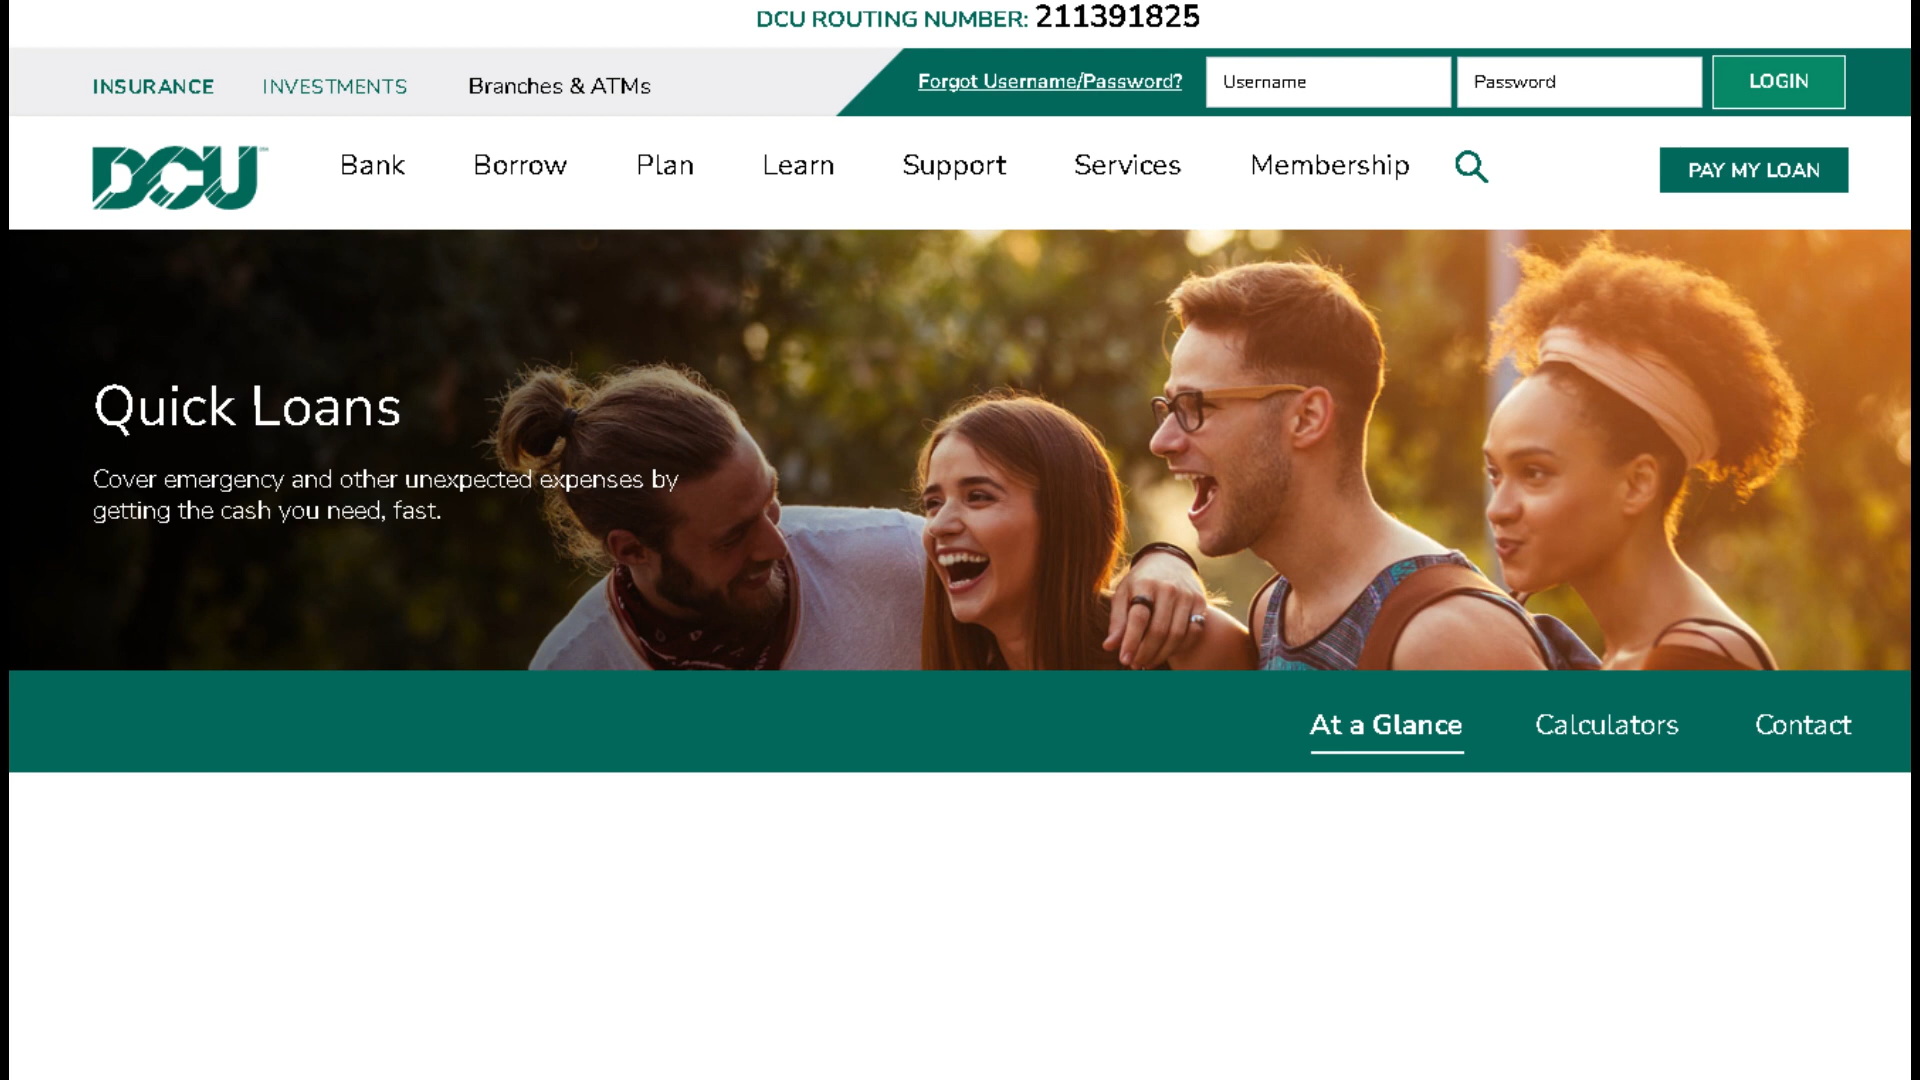 DCU ROUTING NUMBER: 211391825
INSURANCE INVESTMENTS Branches & ATMs Forgot Username/Password? Username Password LOGIN
DCU Bank Borrow Plan Learn Support Services Membership PAY MY LOAN
Quick Loans
Cover emergency and other unexpected expenses by
getting the cash you need, fast.
At a Glance Calculators Contact